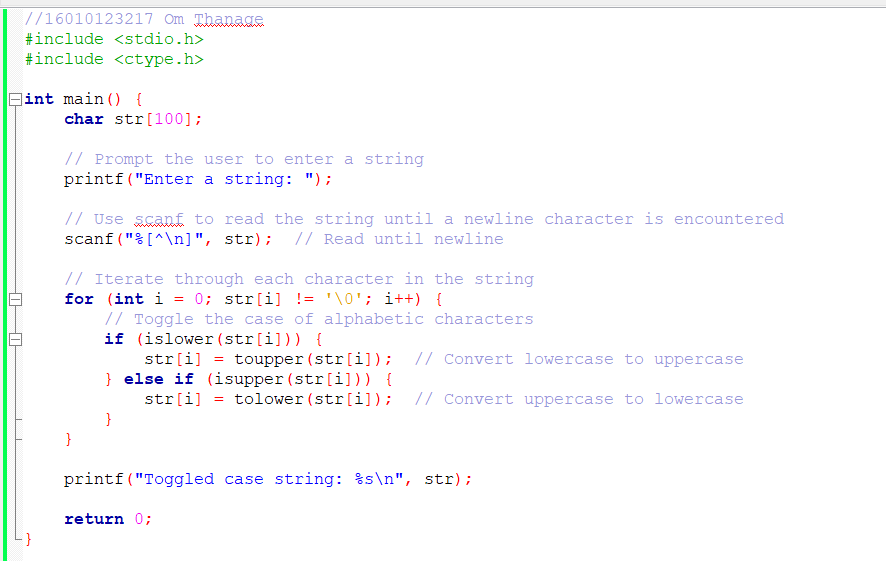 //16010123217 Om Thanage
#include <stdio.h>
#include <ctype.h>
int main() {
    char str[100];
    // Prompt the user to enter a string
    printf("Enter a string: ");
    // Use scanf to read the string until a newline character is encountered
    scanf("%[^\n]", str);  // Read until newline
    // Iterate through each character in the string
    for (int i = 0; str[i] != '\0'; i++) {
        // Toggle the case of alphabetic characters
        if (islower(str[i])) {
            str[i] = toupper(str[i]);  // Convert lowercase to uppercase
        } else if (isupper(str[i])) {
            str[i] = tolower(str[i]);  // Convert uppercase to lowercase
        }
    }
    printf("Toggled case string: %s\n", str);
    return 0;
}